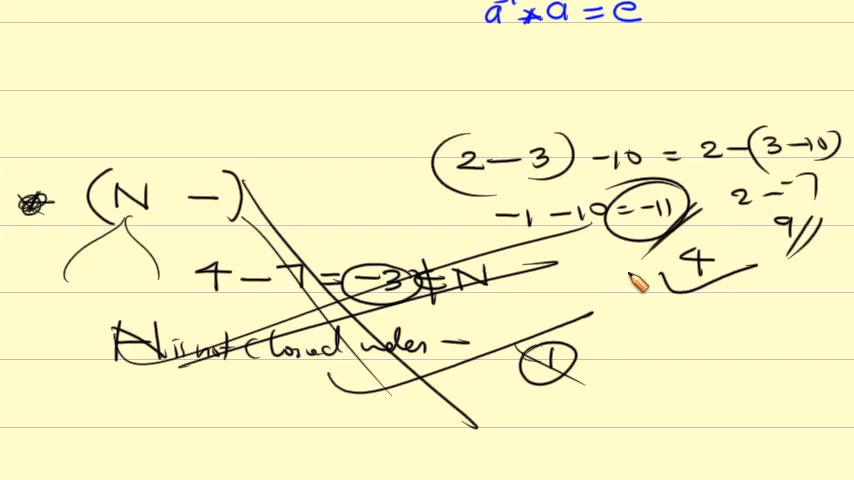 a⁻¹ * a = e
(2 - 3) - 10 = 2 - (3 - 10)
* (N -)
-1 - 10 = -11
2 - -7
9
4 - 7 = -3 ∉ N
4
N is not closed under -
1